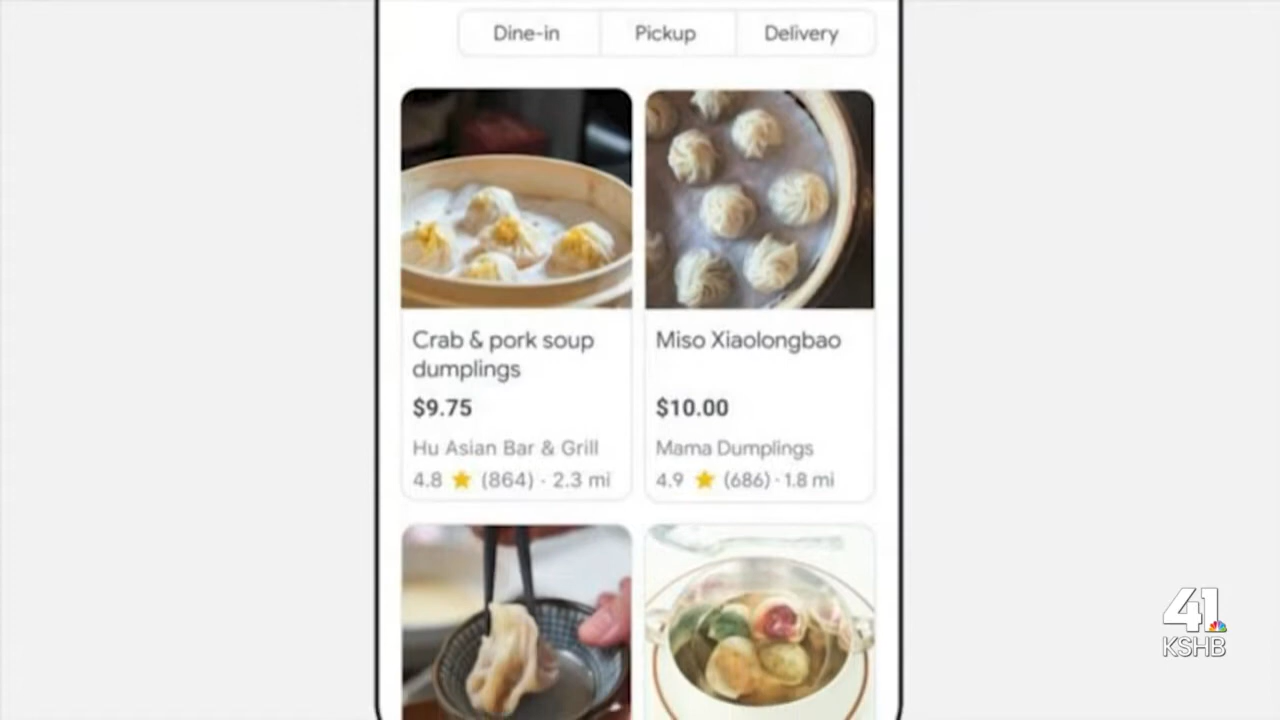 Dine-in
Pickup
Delivery
Crab & pork soup
dumplings
$9.75
Hu Asian Bar & Grill
4.8 ★ (864) · 2.3 mi
Miso Xiaolongbao
$10.00
Mama Dumplings
4.9 ★ (686) · 1.8 mi
41
KSHB